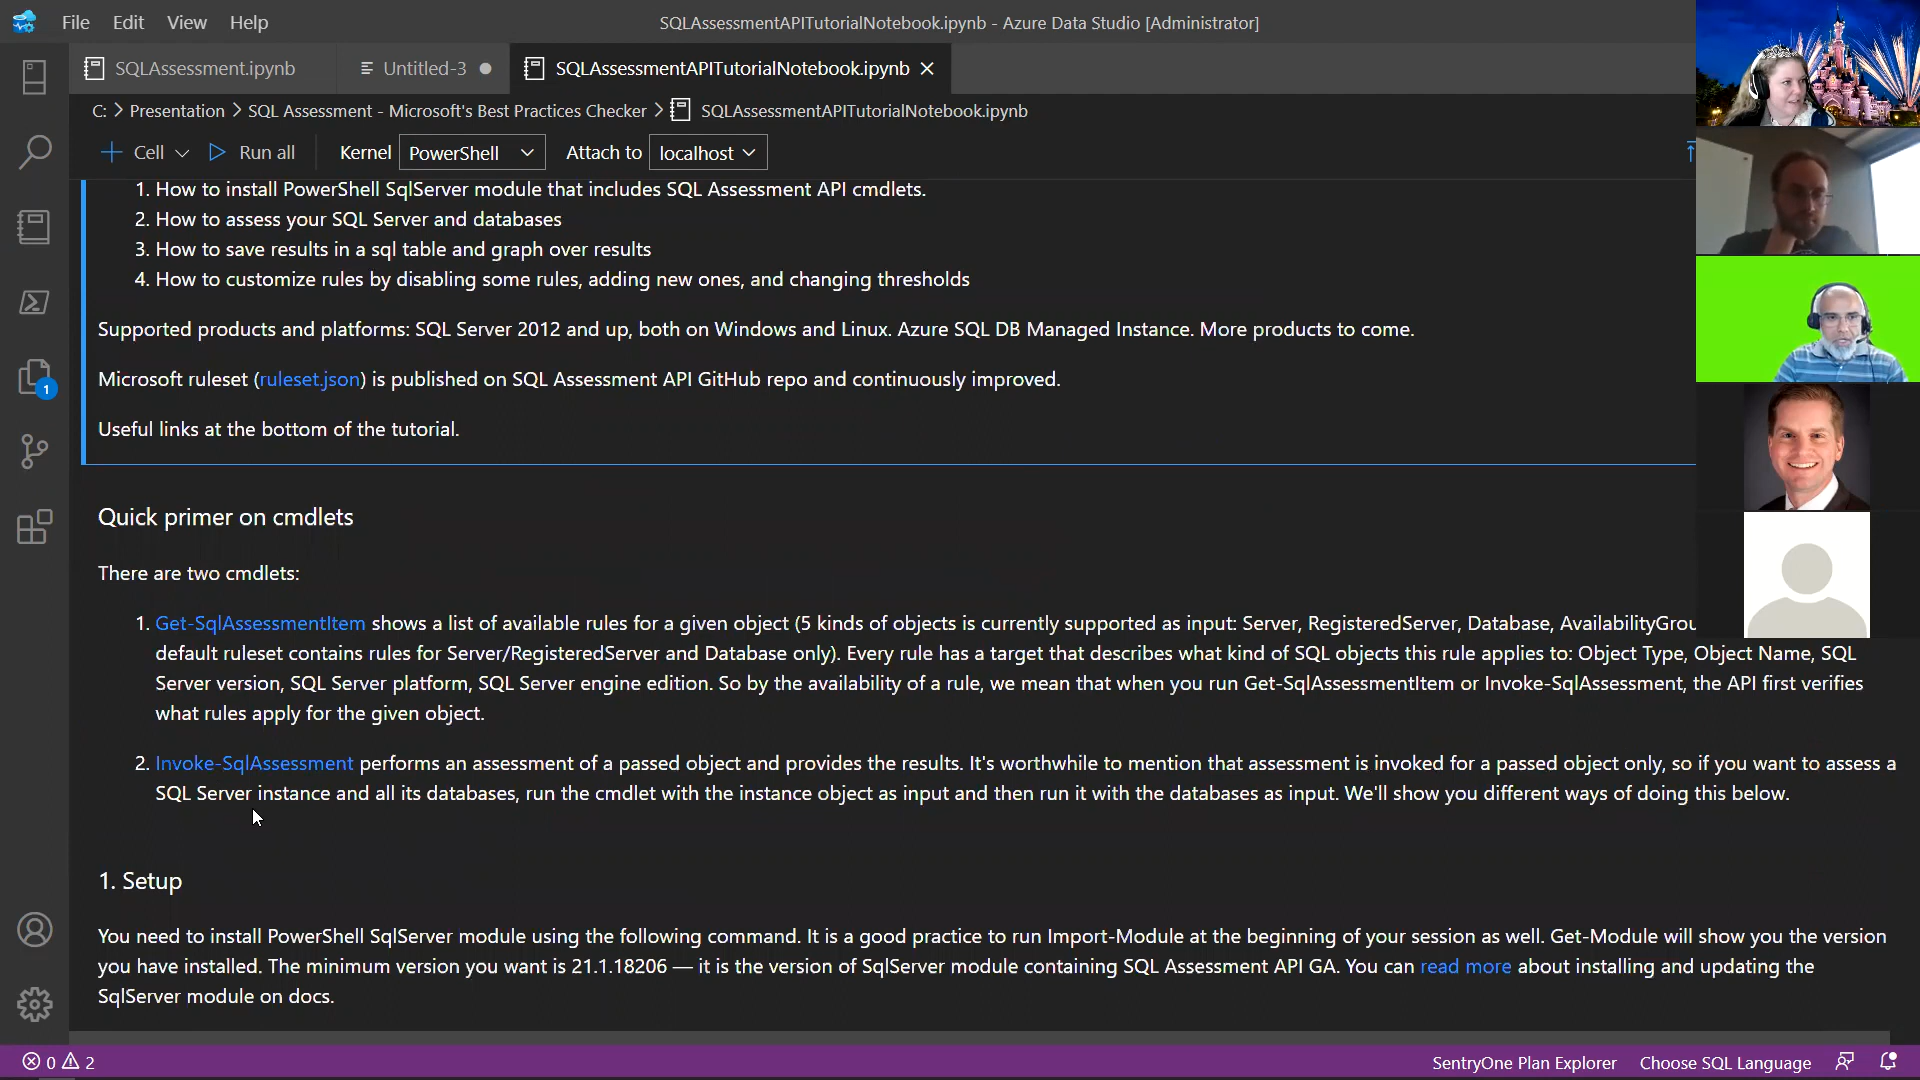 File Edit View Help
SQLAssessmentAPITutorialNotebook.ipynb - Azure Data Studio [Administrator]
SQLAssessment.ipynb Untitled-3 SQLAssessmentAPITutorialNotebook.ipynb
C: > Presentation > SQL Assessment - Microsoft's Best Practices Checker > SQLAssessmentAPITutorialNotebook.ipynb
Cell Run all Kernel PowerShell Attach to localhost
1. How to install PowerShell SqlServer module that includes SQL Assessment API cmdlets.
2. How to assess your SQL Server and databases
3. How to save results in a sql table and graph over results
4. How to customize rules by disabling some rules, adding new ones, and changing thresholds
Supported products and platforms: SQL Server 2012 and up, both on Windows and Linux. Azure SQL DB Managed Instance. More products to come.
Microsoft ruleset (ruleset.json) is published on SQL Assessment API GitHub repo and continuously improved.
Useful links at the bottom of the tutorial.
Quick primer on cmdlets
There are two cmdlets:
1. Get-SqlAssessmentItem shows a list of available rules for a given object (5 kinds of objects is currently supported as input: Server, RegisteredServer, Database, AvailabilityGrou
default ruleset contains rules for Server/RegisteredServer and Database only). Every rule has a target that describes what kind of SQL objects this rule applies to: Object Type, Object Name, SQL
Server version, SQL Server platform, SQL Server engine edition. So by the availability of a rule, we mean that when you run Get-SqlAssessmentItem or Invoke-SqlAssessment, the API first verifies
what rules apply for the given object.
2. Invoke-SqlAssessment performs an assessment of a passed object and provides the results. It's worthwhile to mention that assessment is invoked for a passed object only, so if you want to assess a
SQL Server instance and all its databases, run the cmdlet with the instance object as input and then run it with the databases as input. We'll show you different ways of doing this below.
1. Setup
You need to install PowerShell SqlServer module using the following command. It is a good practice to run Import-Module at the beginning of your session as well. Get-Module will show you the version
you have installed. The minimum version you want is 21.1.18206 — it is the version of SqlServer module containing SQL Assessment API GA. You can read more about installing and updating the
SqlServer module on docs.
1
0 2
SentryOne Plan Explorer Choose SQL Language